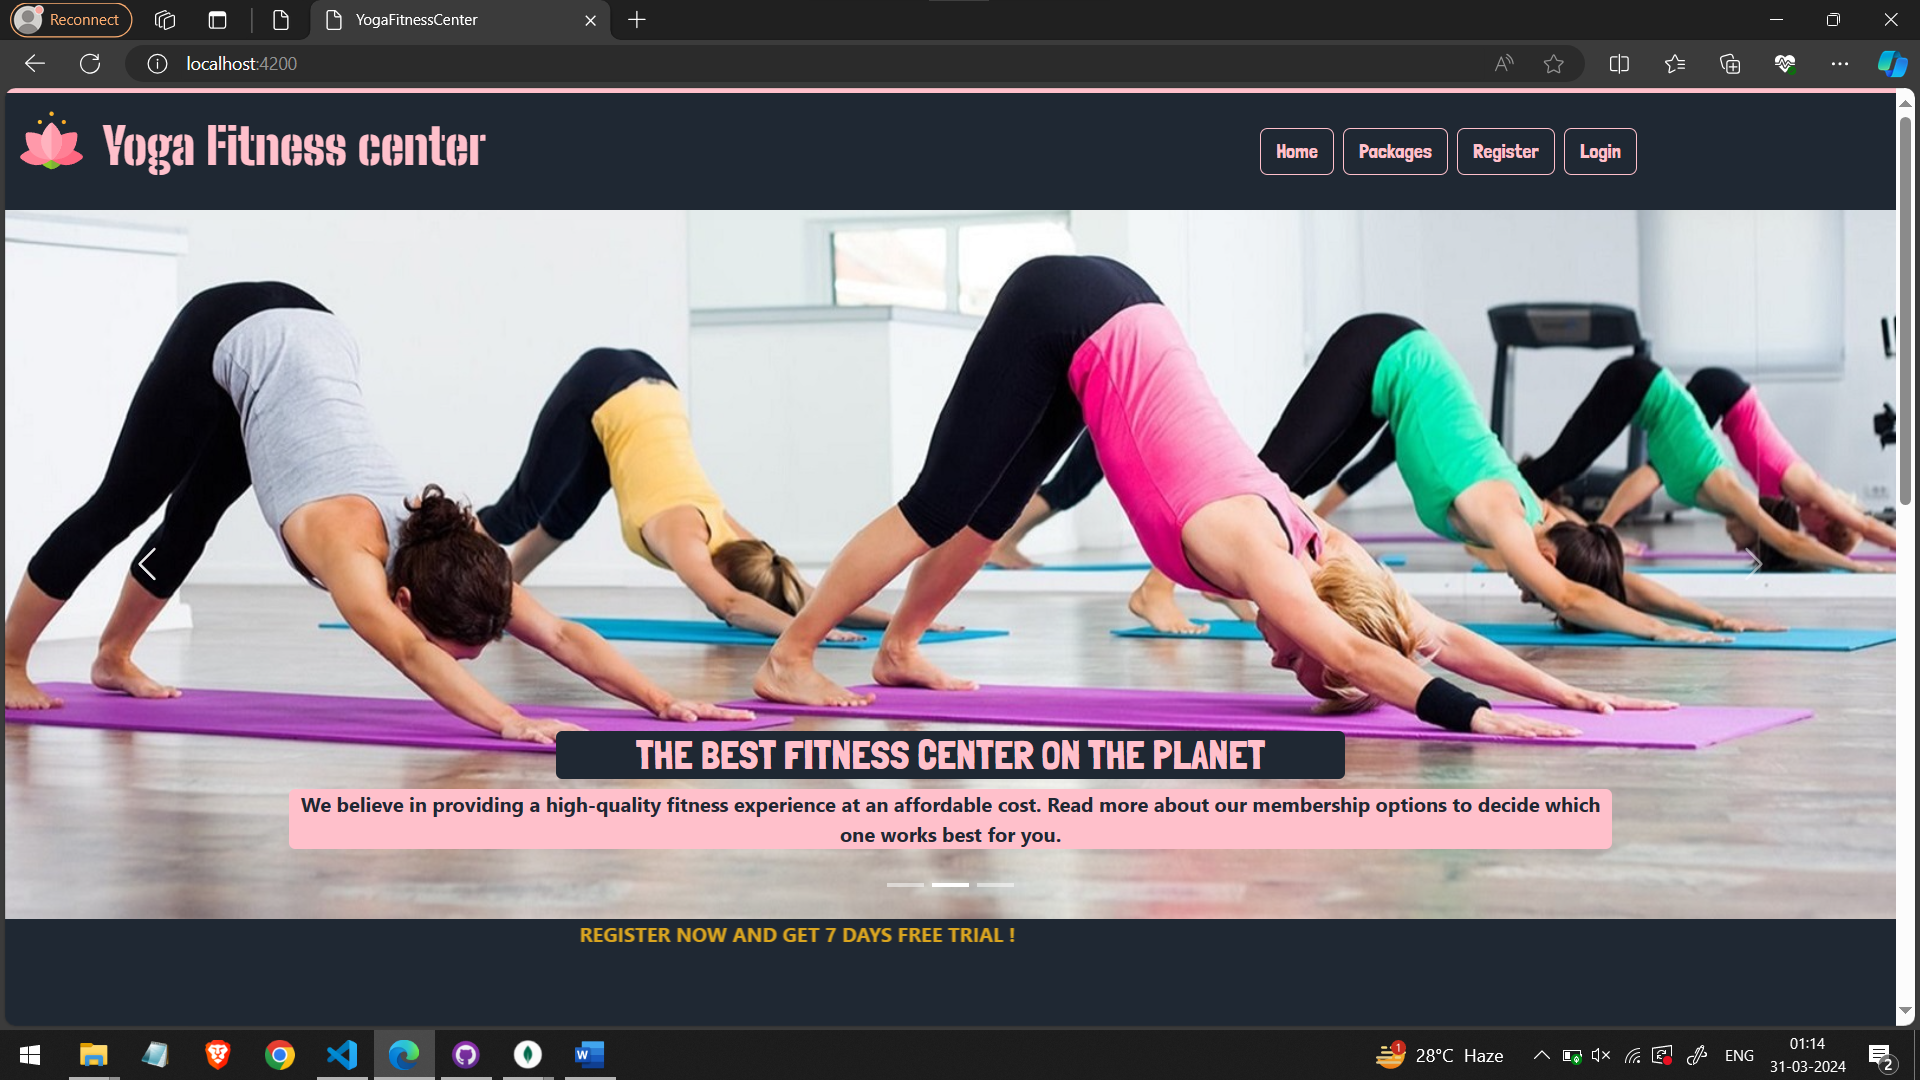 Reconnect
YogaFitnessCenter
localhost:4200
Yoga Fitness center
Home
Packages
Register
Login
THE BEST FITNESS CENTER ON THE PLANET
We believe in providing a high-quality fitness experience at an affordable cost. Read more about our membership options to decide which
one works best for you.
REGISTER NOW AND GET 7 DAYS FREE TRIAL !
W
1
28°C Haze
ENG
01:14
31-03-2024
2